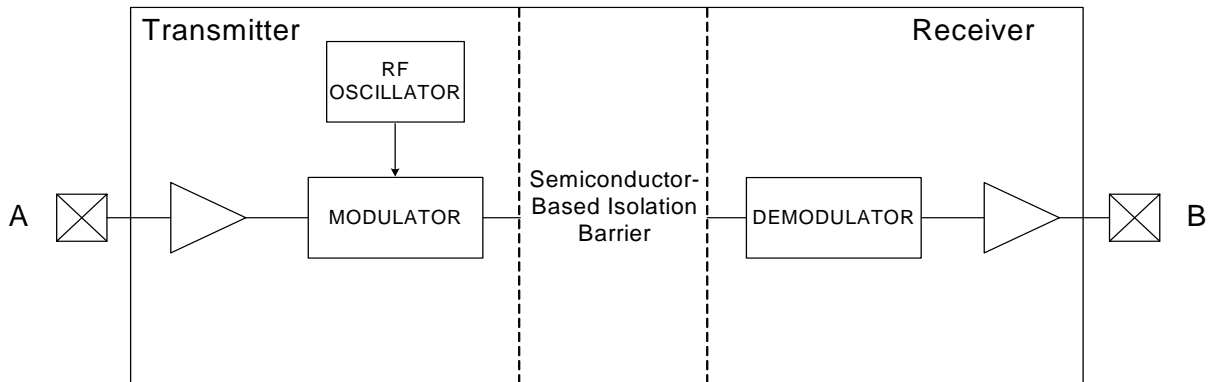 Transmitter
Receiver
RF
OSCILLATOR
A
MODULATOR
Semiconductor-
Based Isolation
Barrier
DEMODULATOR
B